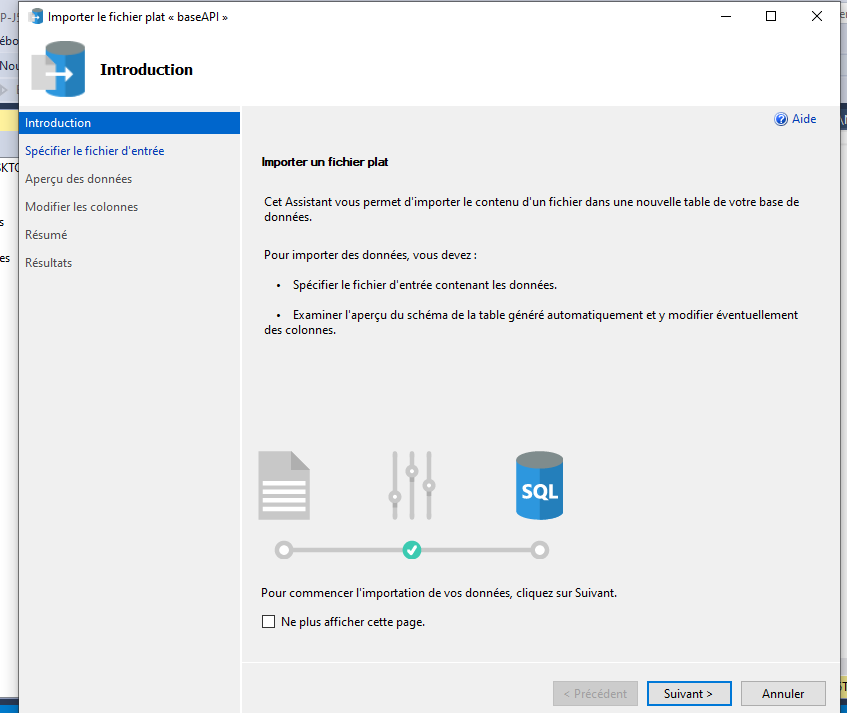 Importer le fichier plat « baseAPI »
Introduction
Introduction
Spécifier le fichier d'entrée
Aperçu des données
Modifier les colonnes
Résumé
Résultats
Aide
Importer un fichier plat
Cet Assistant vous permet d'importer le contenu d'un fichier dans une nouvelle table de votre base de
données.
Pour importer des données, vous devez :
• Spécifier le fichier d'entrée contenant les données.
• Examiner l'aperçu du schéma de la table généré automatiquement et y modifier éventuellement
des colonnes.
SQL
Pour commencer l'importation de vos données, cliquez sur Suivant.
Ne plus afficher cette page.
< Précédent
Suivant >
Annuler